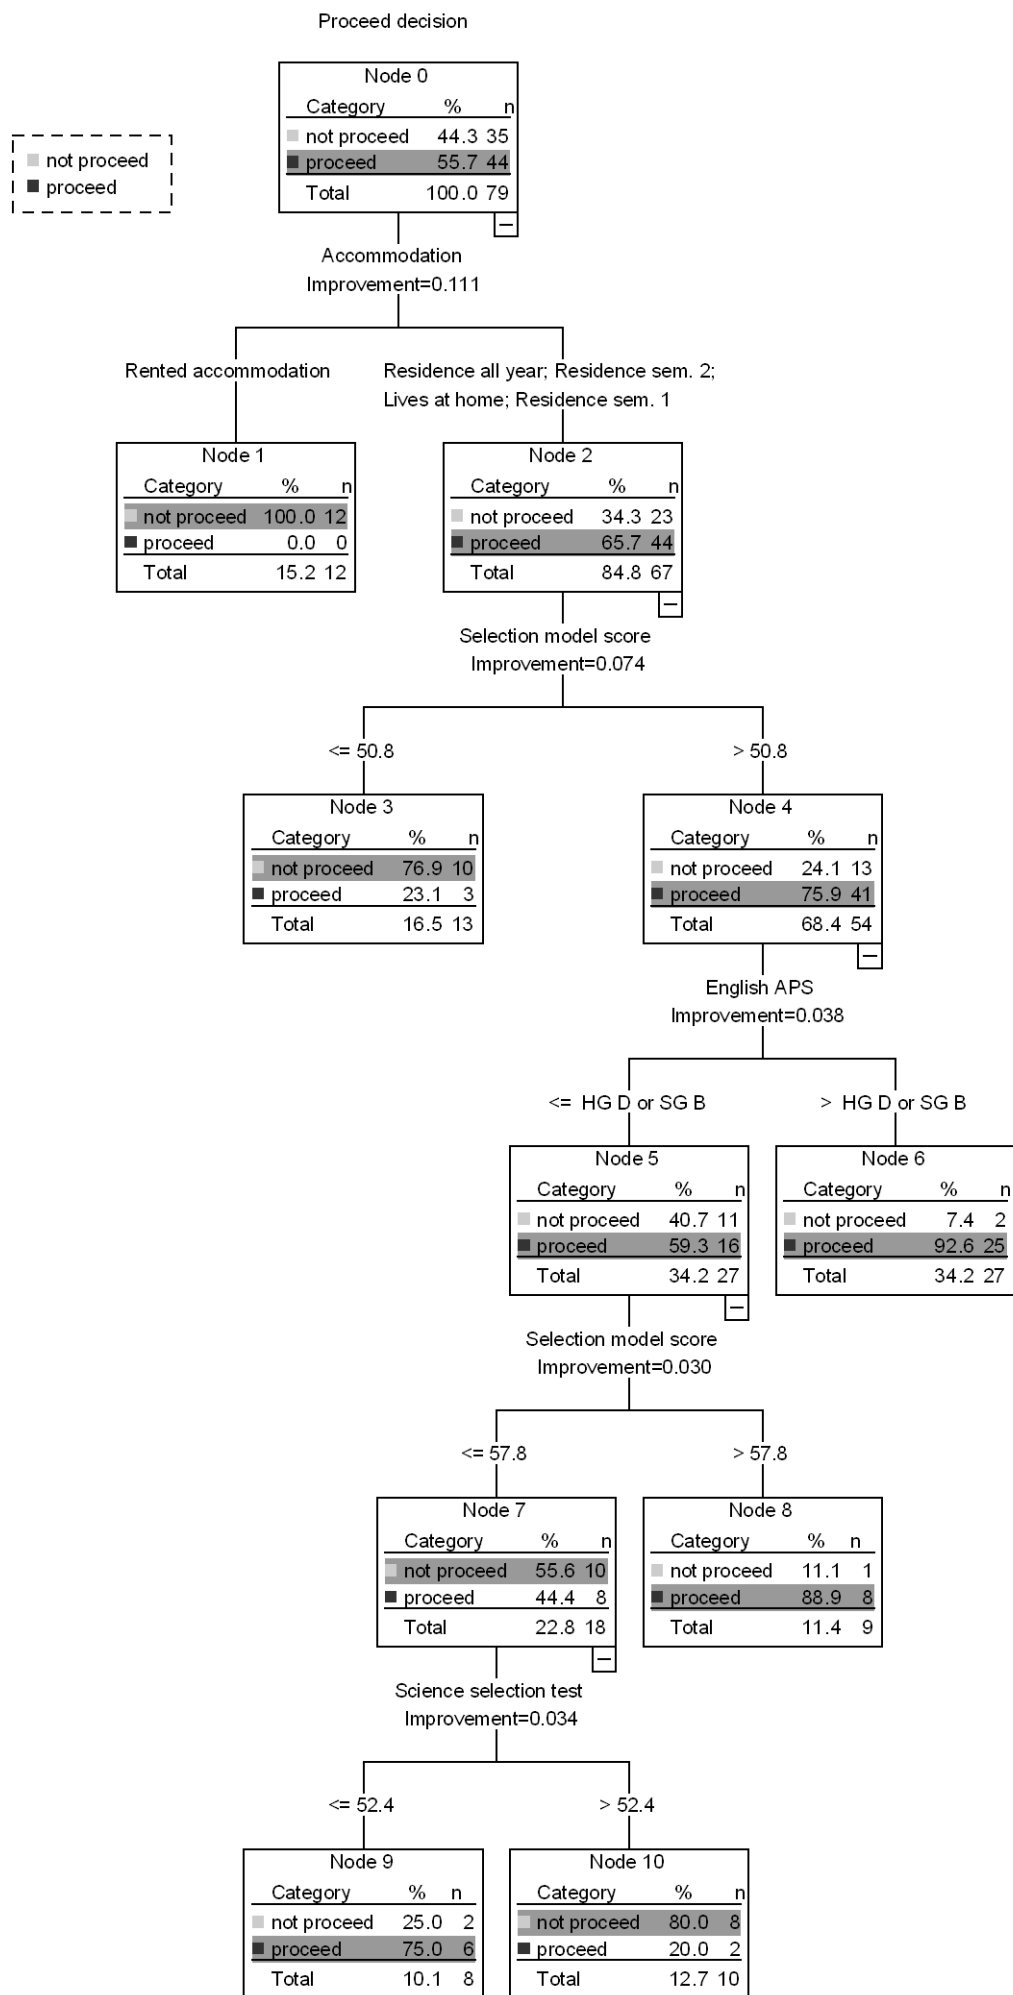 Proceed decision
not proceed
proceed
Node 0
Category % n
not proceed 44.3 35
proceed 55.7 44
Total 100.0 79
Accommodation
Improvement=0.111
Rented accommodation
Residence all year; Residence sem. 2;
Lives at home; Residence sem. 1
Node 1
Category % n
not proceed 100.0 12
proceed 0.0 0
Total 15.2 12
Node 2
Category % n
not proceed 34.3 23
proceed 65.7 44
Total 84.8 67
Selection model score
Improvement=0.074
<= 50.8
> 50.8
Node 3
Category % n
not proceed 76.9 10
proceed 23.1 3
Total 16.5 13
Node 4
Category % n
not proceed 24.1 13
proceed 75.9 41
Total 68.4 54
English APS
Improvement=0.038
<= HG D or SG B
> HG D or SG B
Node 5
Category % n
not proceed 40.7 11
proceed 59.3 16
Total 34.2 27
Node 6
Category % n
not proceed 7.4 2
proceed 92.6 25
Total 34.2 27
Selection model score
Improvement=0.030
<= 57.8
> 57.8
Node 7
Category % n
not proceed 55.6 10
proceed 44.4 8
Total 22.8 18
Node 8
Category % n
not proceed 11.1 1
proceed 88.9 8
Total 11.4 9
Science selection test
Improvement=0.034
<= 52.4
> 52.4
Node 9
Category % n
not proceed 25.0 2
proceed 75.0 6
Total 10.1 8
Node 10
Category % n
not proceed 80.0 8
proceed 20.0 2
Total 12.7 10